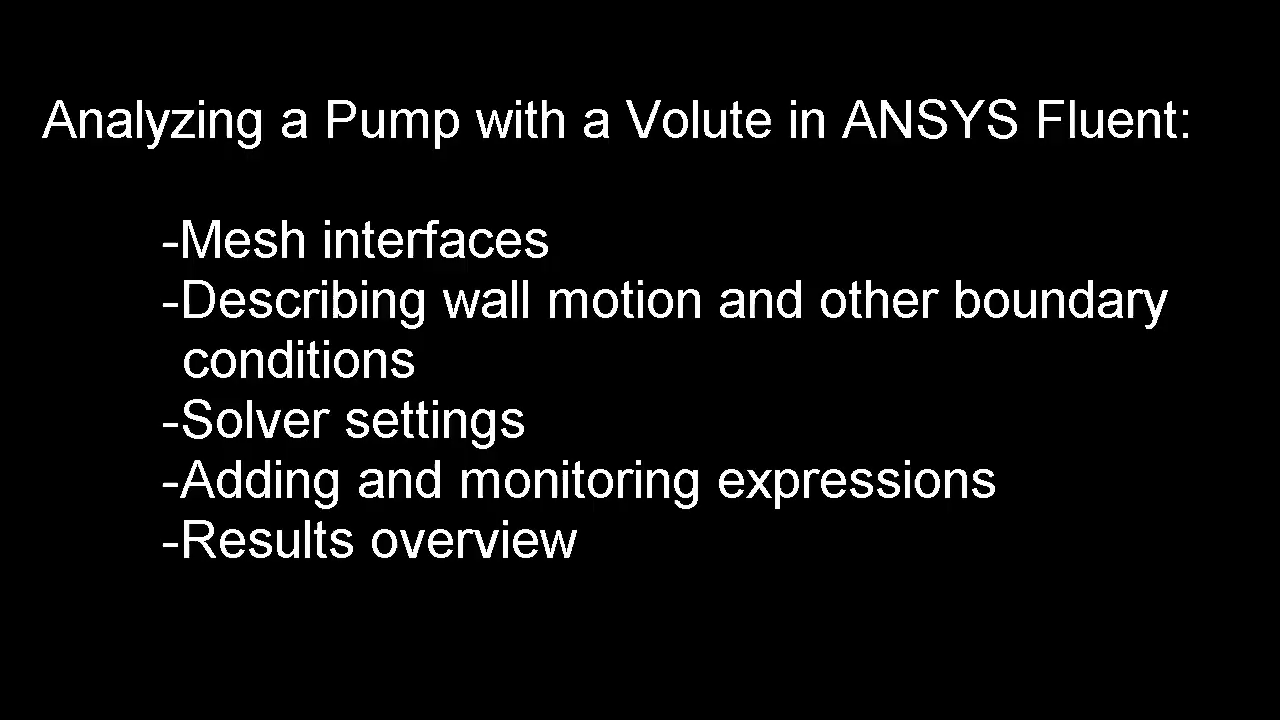 Analyzing a Pump with a Volute in ANSYS Fluent:
-Mesh interfaces
-Describing wall motion and other boundary
conditions
-Solver settings
-Adding and monitoring expressions
-Results overview